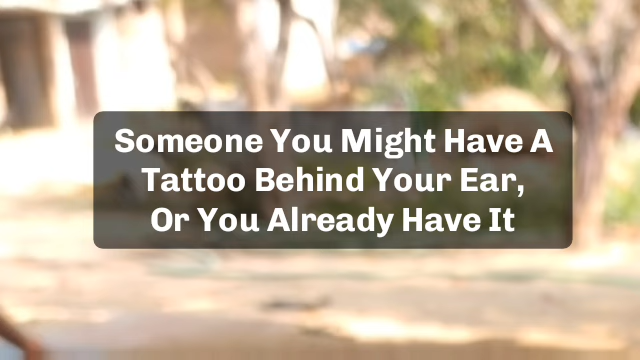 Someone You Might Have A
Tattoo Behind Your Ear,
Or You Already Have It